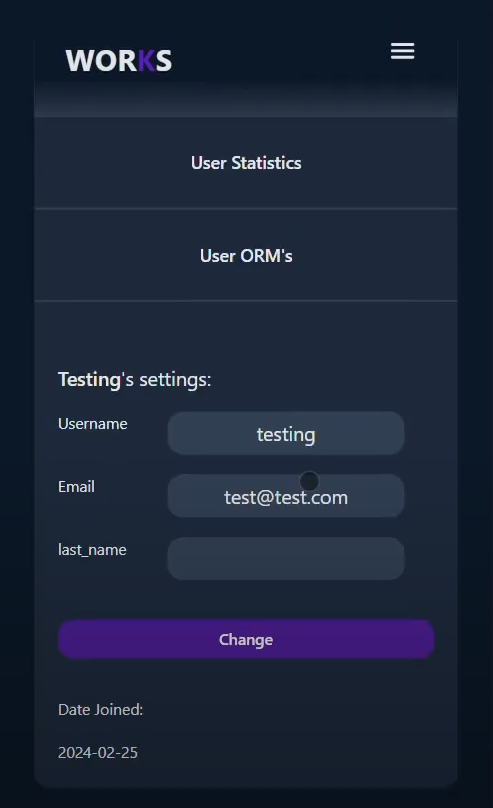 WORKS
User Statistics
User ORM's
Testing's settings:
Username
testing
Email
test@test.com
last_name
Change
Date Joined:
2024-02-25